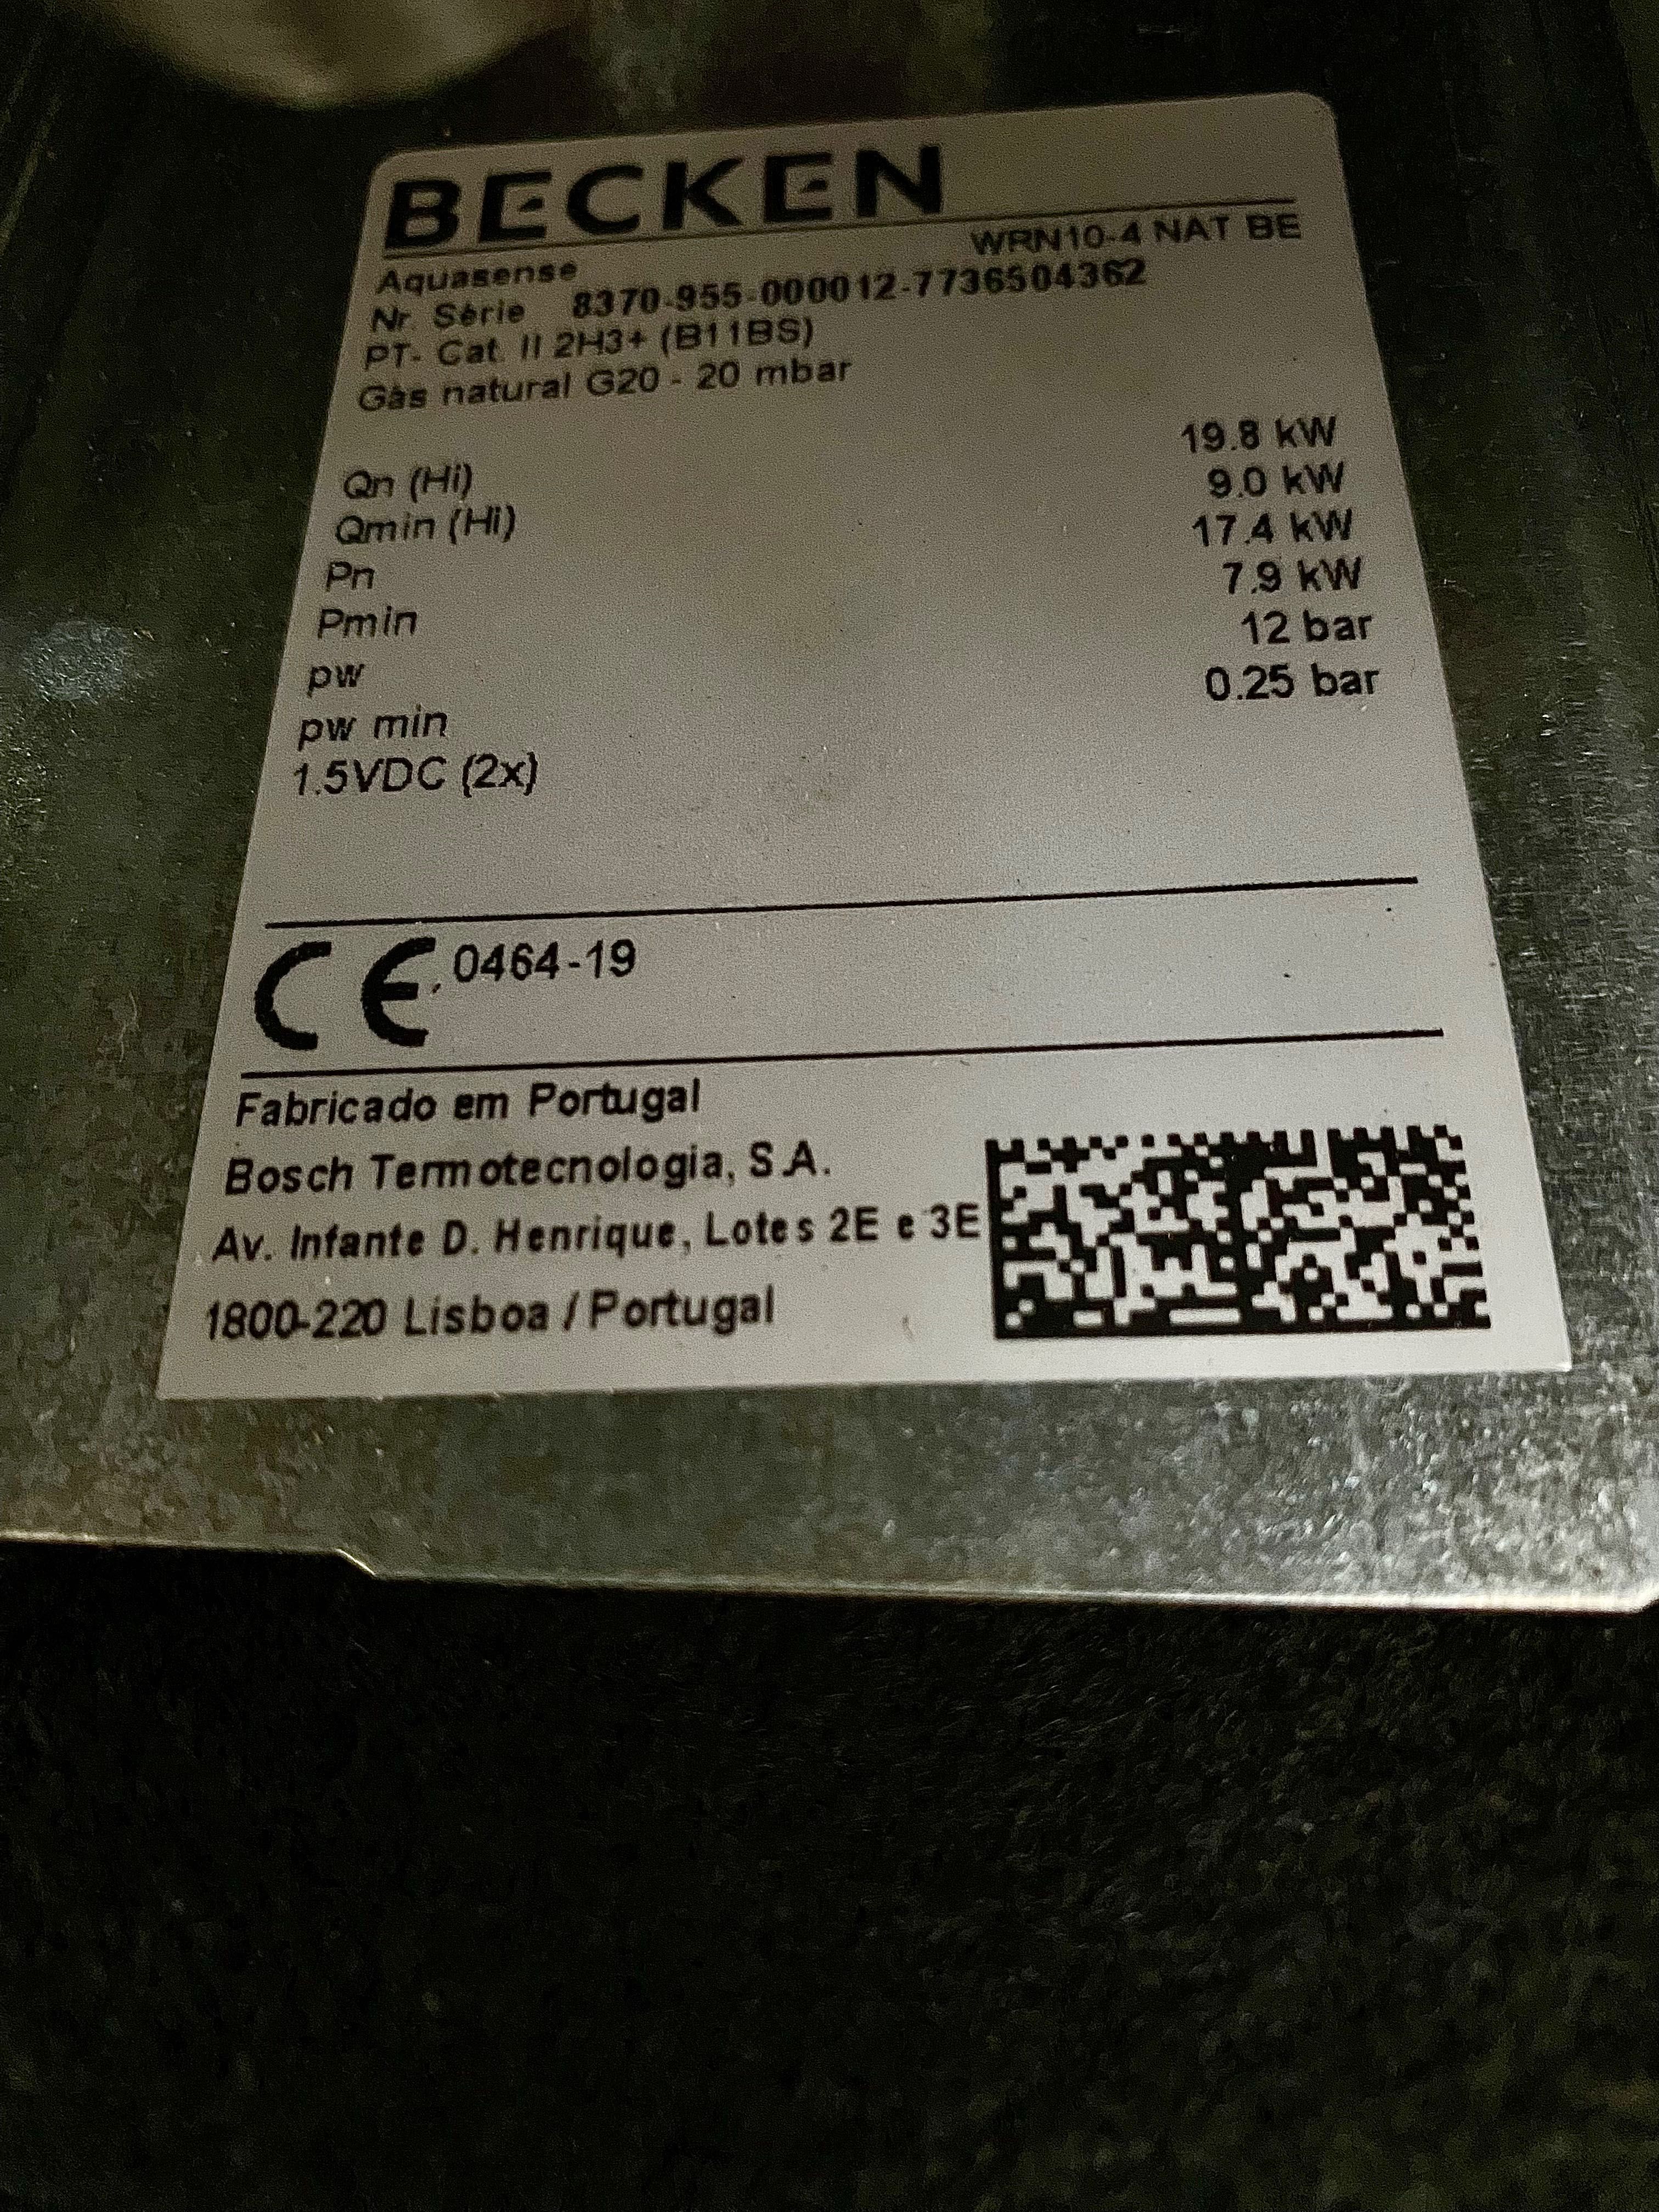 BECKEN
WRN10-4 NAT BE
Aquasense
Nr. Série 8370-955-000012-7736504362
PT- Cat. II 2H3+ (B11BS)
Gàs natural G20 - 20 mbar
Qn (Hi) 19.8 kW
Qmin (Hi) 9.0 kW
Pn 17.4 kW
Pmin 7.9 kW
pw 12 bar
pw min 0.25 bar
1.5VDC (2x)
CE 0464-19
Fabricado em Portugal
Bosch Termotecnologia, S.A.
Av. Infante D. Henrique, Lotes 2E e 3E
1800-220 Lisboa / Portugal